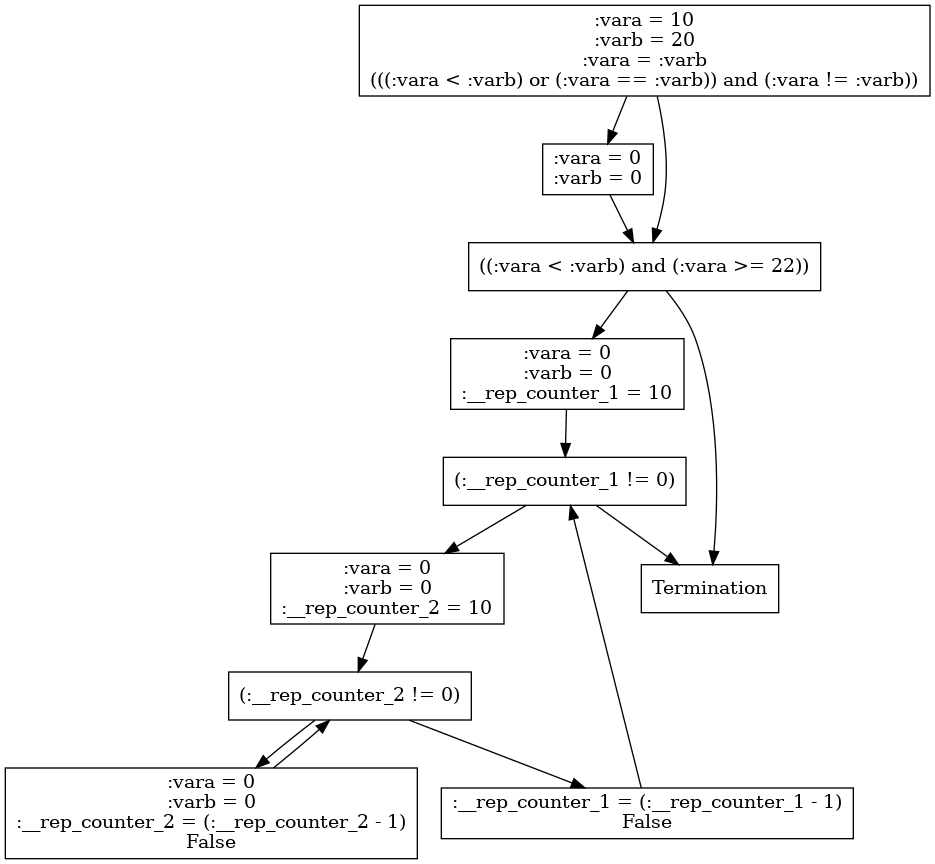 :vara = 10
:varb = 20
:vara = :varb
(((:vara < :varb) or (:vara == :varb)) and (:vara != :varb))
:vara = 0
:varb = 0
((:vara < :varb) and (:vara >= 22))
:vara = 0
:varb = 0
:__rep_counter_1 = 10
(:__rep_counter_1 != 0)
:vara = 0
:varb = 0
:__rep_counter_2 = 10
Termination
(:__rep_counter_2 != 0)
:vara = 0
:varb = 0
:__rep_counter_2 = (:__rep_counter_2 - 1)
False
:__rep_counter_1 = (:__rep_counter_1 - 1)
False